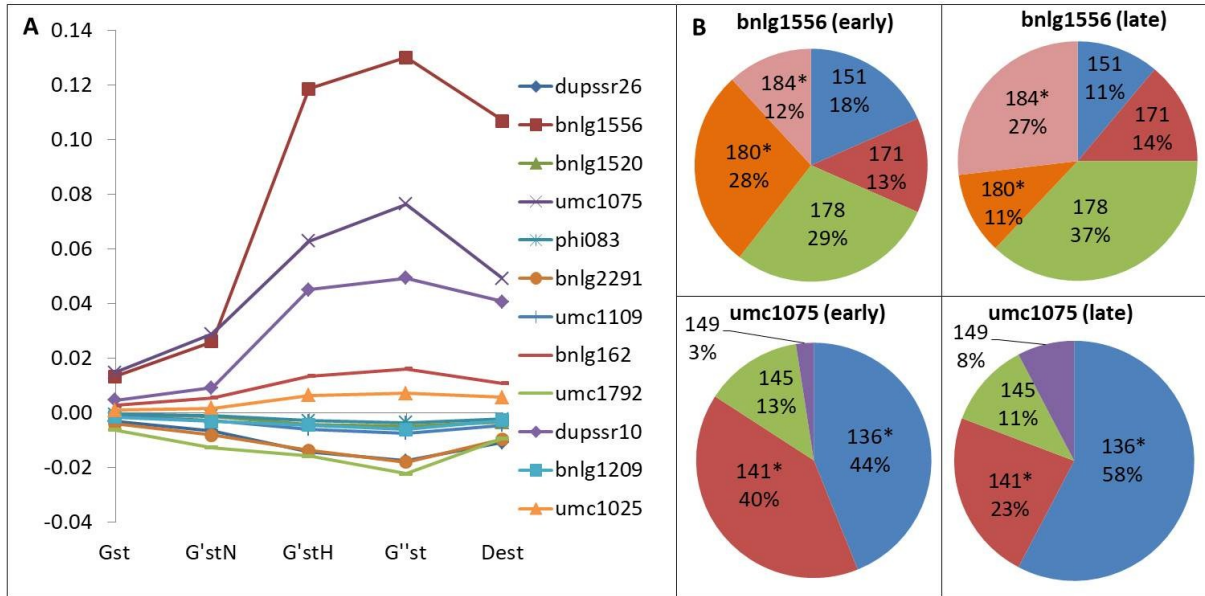 A
0.14
0.12
0.10
0.08
0.06
0.04
0.02
0.00
-0.02
-0.04
Gst G'stN G'stH G''st Dest
dupssr26
bnlg1556
bnlg1520
umc1075
phi083
bnlg2291
umc1109
bnlg162
umc1792
dupssr10
bnlg1209
umc1025
B
bnlg1556 (early)
151
18%
171
13%
178
29%
180*
28%
184*
12%
bnlg1556 (late)
151
11%
171
14%
178
37%
180*
11%
184*
27%
umc1075 (early)
149
3%
145
13%
136*
44%
141*
40%
umc1075 (late)
149
8%
145
11%
136*
58%
141*
23%